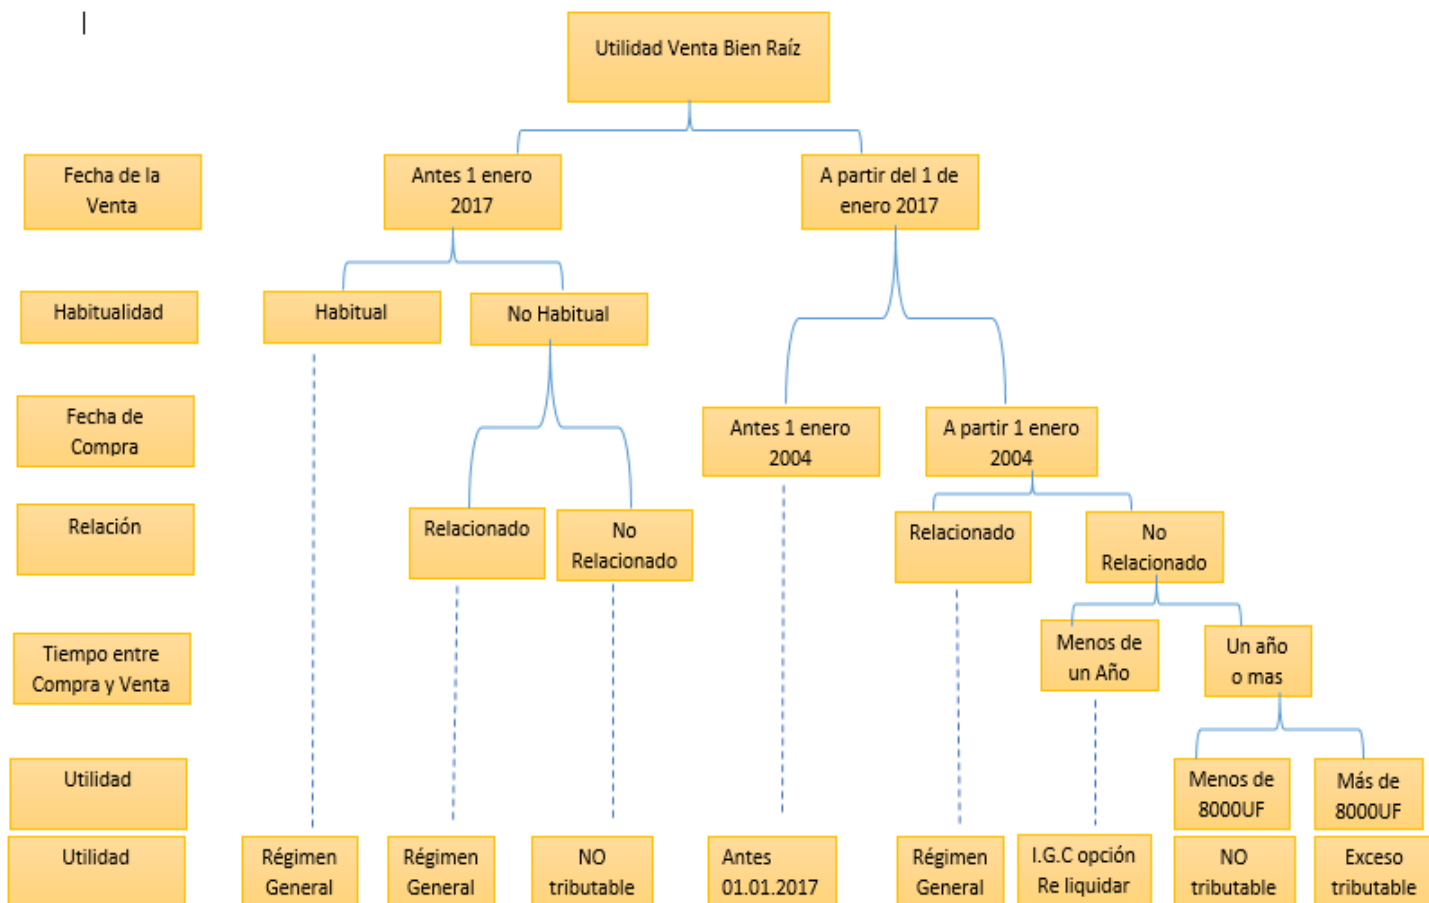 Utilidad Venta Bien Raíz
Fecha de la
Venta
Antes 1 enero
2017
A partir del 1 de
enero 2017
Habitualidad
Habitual
No Habitual
Fecha de
Compra
Antes 1 enero
2004
A partir 1 enero
2004
Relación
Relacionado
No
Relacionado
Relacionado
No
Relacionado
Tiempo entre
Compra y Venta
Menos de
un Año
Un año
o mas
Utilidad
Menos de
8000UF
Más de
8000UF
Utilidad
Régimen
General
Régimen
General
NO
tributable
Antes
01.01.2017
Régimen
General
I.G.C opción
Re liquidar
NO
tributable
Exceso
tributable